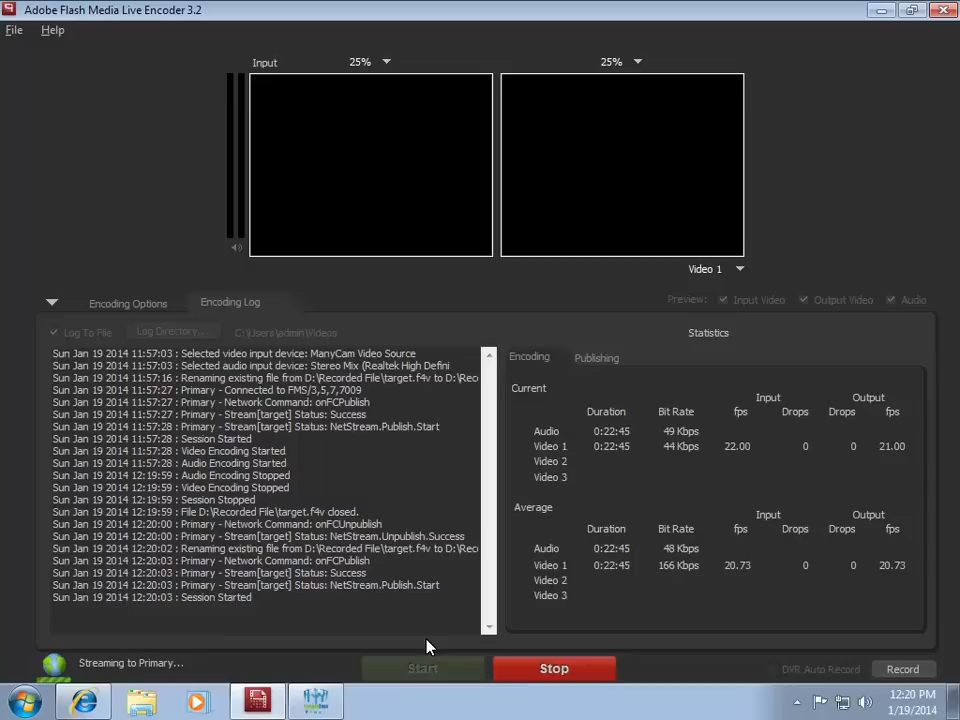 Adobe Flash Media Live Encoder 3.2
File Help
Input 25% 25%
Video 1
Encoding Options Encoding Log Preview: Input Video Output Video Audio
Log To File Log Directory... C:\Users\admin\Videos
Statistics
Sun Jan 19 2014 11:57:03 : Selected video input device: ManyCam Video Source
Sun Jan 19 2014 11:57:03 : Selected audio input device: Stereo Mix (Realtek High Defini
Sun Jan 19 2014 11:57:16 : Renaming existing file from D:\Recorded File\target.f4v to D:\Rec
Sun Jan 19 2014 11:57:27 : Primary - Connected to FMS/3,5,7,7009
Sun Jan 19 2014 11:57:27 : Primary - Network Command: onFCPublish
Sun Jan 19 2014 11:57:27 : Primary - Stream[target] Status: Success
Sun Jan 19 2014 11:57:28 : Primary - Stream[target] Status: NetStream.Publish.Start
Sun Jan 19 2014 11:57:28 : Session Started
Sun Jan 19 2014 11:57:28 : Video Encoding Started
Sun Jan 19 2014 11:57:28 : Audio Encoding Started
Sun Jan 19 2014 12:19:59 : Audio Encoding Stopped
Sun Jan 19 2014 12:19:59 : Video Encoding Stopped
Sun Jan 19 2014 12:19:59 : Session Stopped
Sun Jan 19 2014 12:19:59 : File D:\Recorded File\target.f4v closed.
Sun Jan 19 2014 12:20:00 : Primary - Network Command: onFCUnpublish
Sun Jan 19 2014 12:20:00 : Primary - Stream[target] Status: NetStream.Unpublish.Success
Sun Jan 19 2014 12:20:02 : Renaming existing file from D:\Recorded File\target.f4v to D:\Rec
Sun Jan 19 2014 12:20:03 : Primary - Network Command: onFCPublish
Sun Jan 19 2014 12:20:03 : Primary - Stream[target] Status: Success
Sun Jan 19 2014 12:20:03 : Primary - Stream[target] Status: NetStream.Publish.Start
Sun Jan 19 2014 12:20:03 : Session Started
Encoding Publishing
Current
Input Output
Duration Bit Rate fps Drops Drops fps
Audio 0:22:45 49 Kbps
Video 1 0:22:45 44 Kbps 22.00 0 0 21.00
Video 2
Video 3
Average
Input Output
Duration Bit Rate fps Drops Drops fps
Audio 0:22:45 48 Kbps
Video 1 0:22:45 166 Kbps 20.73 0 0 20.73
Video 2
Video 3
Streaming to Primary... Start Stop DVR Auto Record Record
12:20 PM
1/19/2014